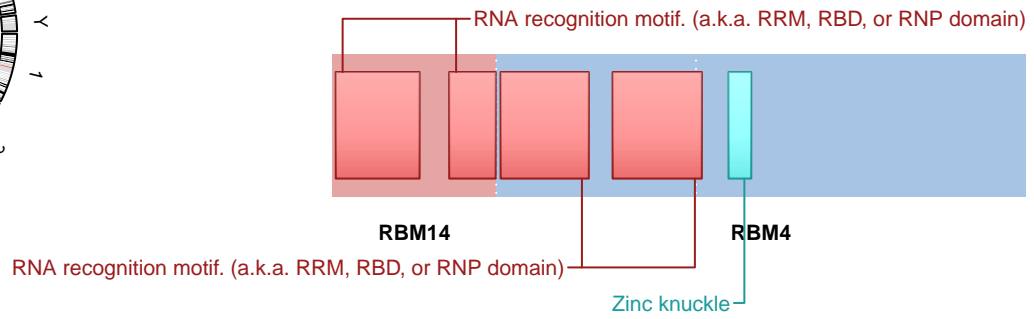 RNA recognition motif. (a.k.a. RRM, RBD, or RNP domain)
Y
1
RBM14
RBM4
RNA recognition motif. (a.k.a. RRM, RBD, or RNP domain)
Zinc knuckle